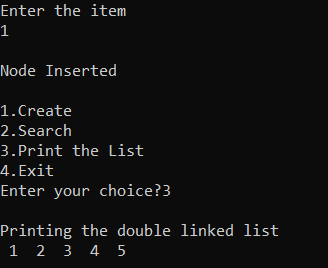 Enter the item
1
Node Inserted
1.Create
2.Search
3.Print the List
4.Exit
Enter your choice?3
Printing the double linked list
1 2 3 4 5